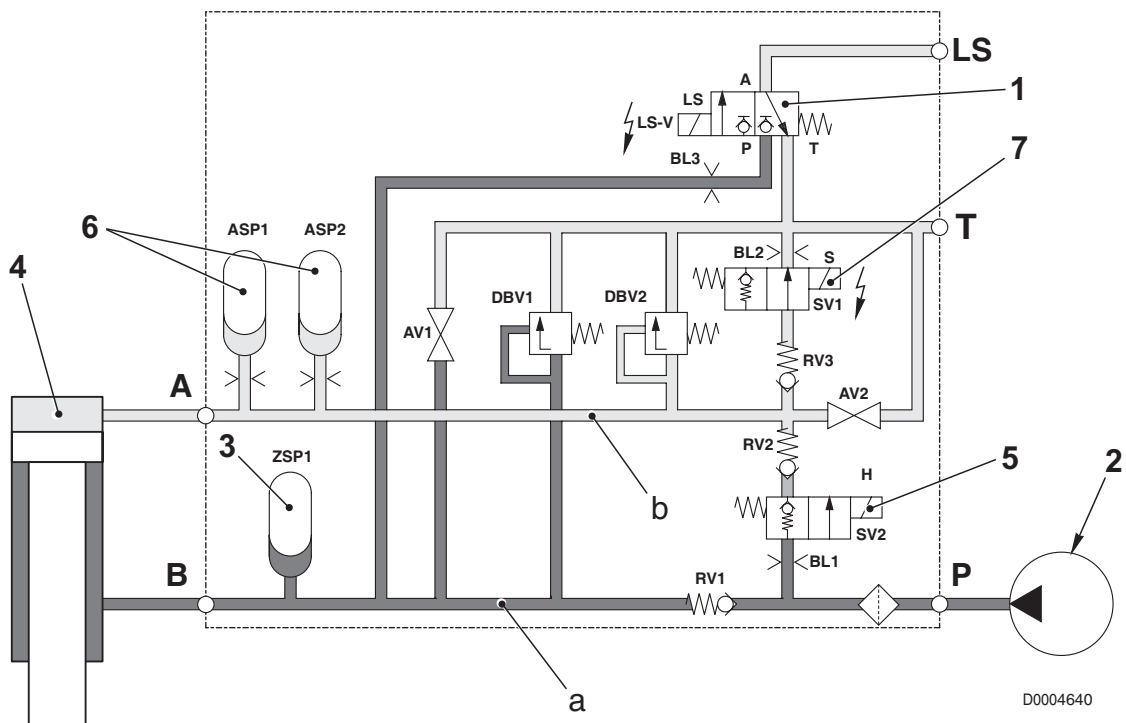 LS
A
1
LS
LS-V
P
T
BL3
7
6
ASP1
ASP2
T
4
BL2
S
DBV1
DBV2
SV1
AV1
RV3
A
AV2
3
ZSP1
RV2
H
5
2
b
SV2
B
BL1
P
RV1
a
D0004640